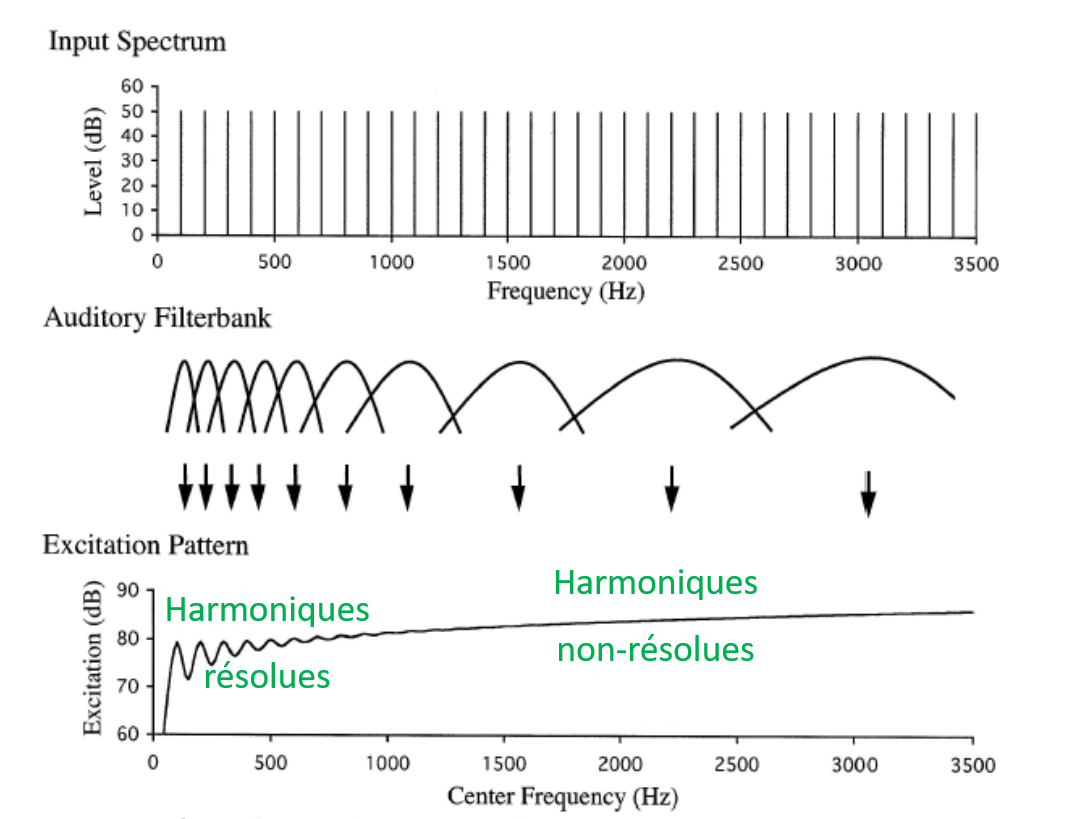 Input Spectrum
Level (dB)
60
50
40
30
20
10
0
0 500 1000 1500 2000 2500 3000 3500
Frequency (Hz)
Auditory Filterbank
Excitation Pattern
Excitation (dB)
90
80
70
60
Harmoniques
résolues
Harmoniques
non-résolues
0 500 1000 1500 2000 2500 3000 3500
Center Frequency (Hz)